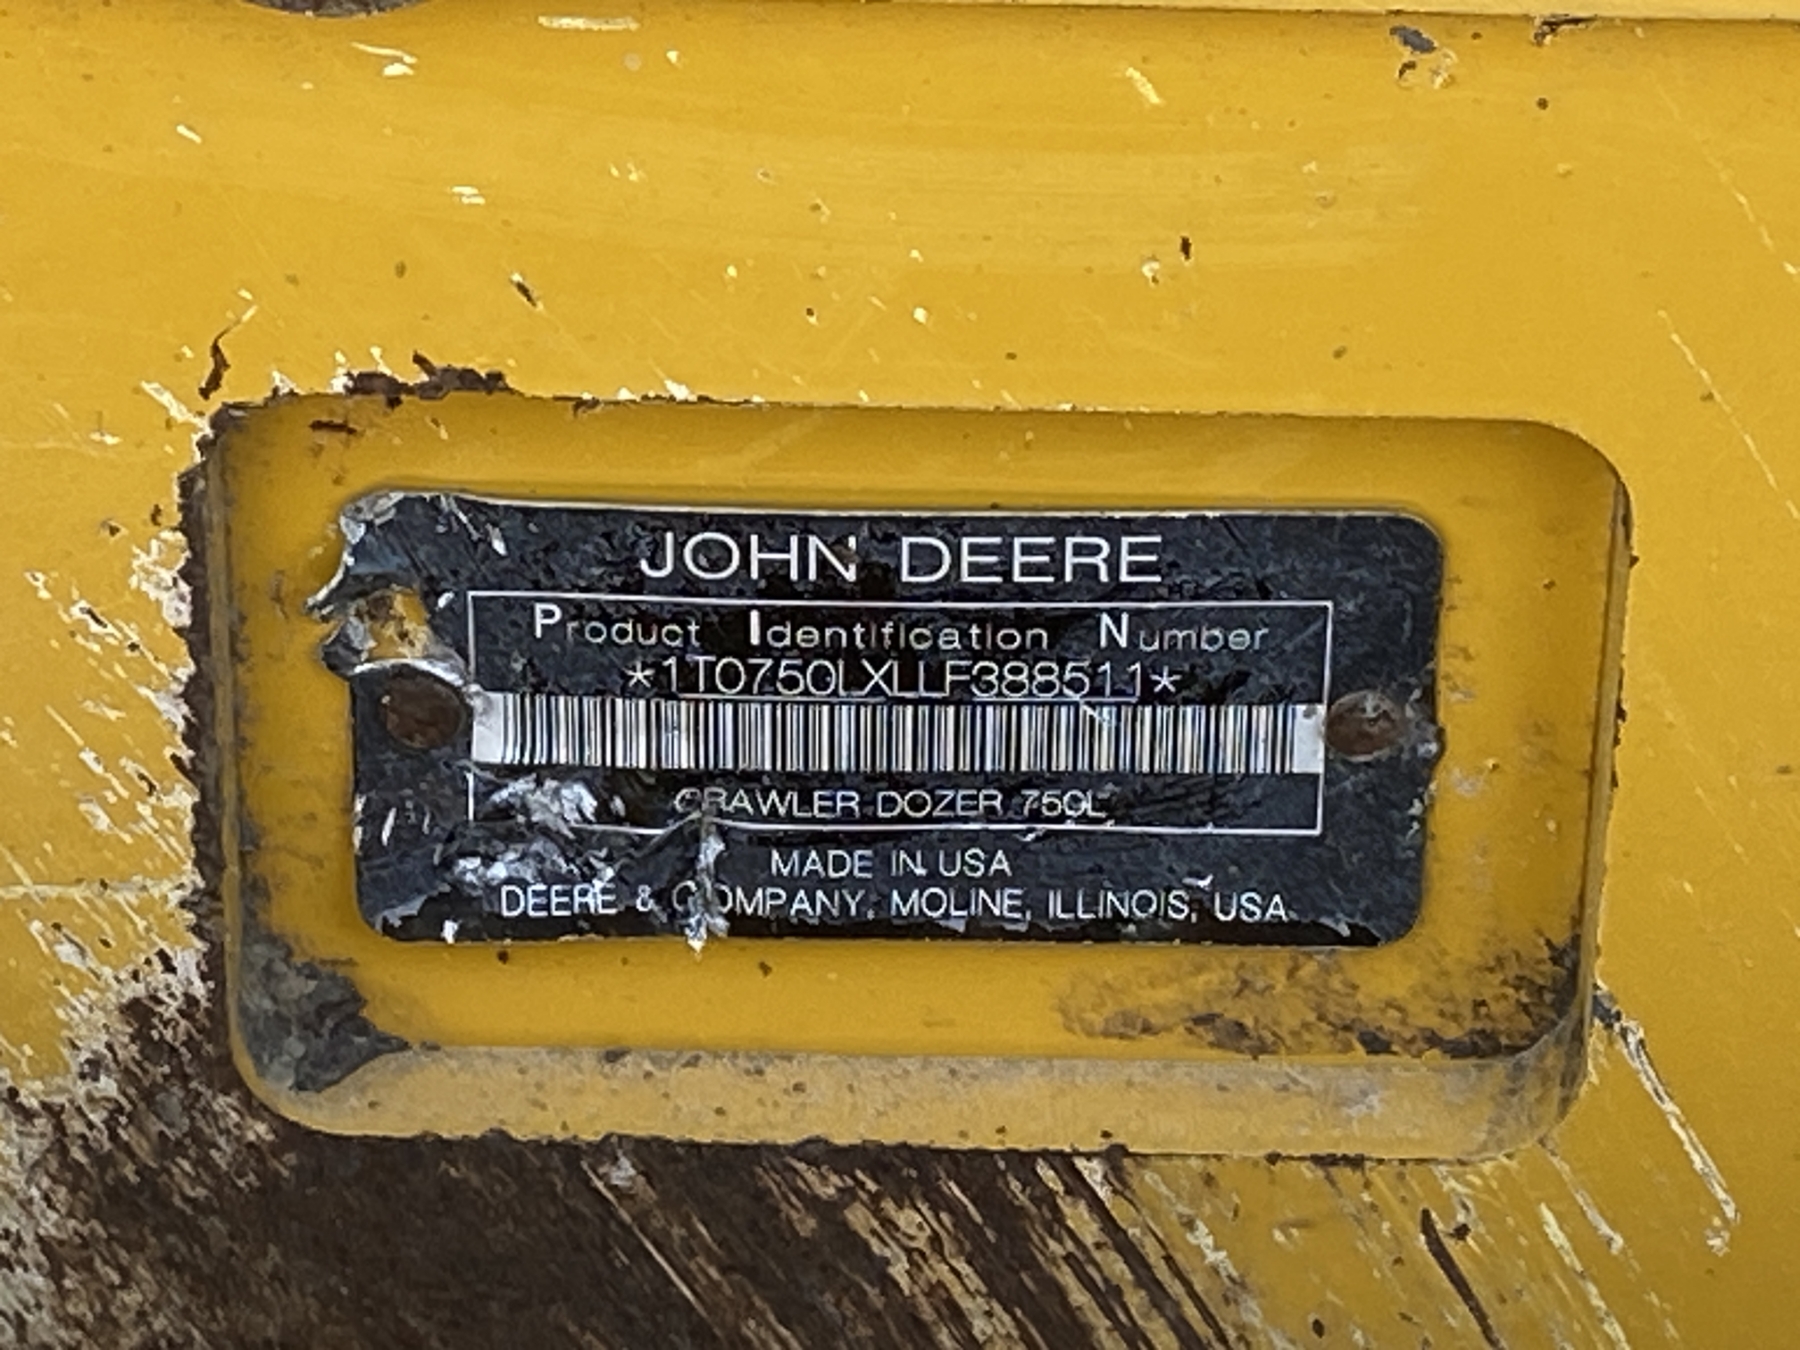 JOHN DEERE
Product Identification Number
*1T0750LXLLF388511*
CRAWLER DOZER 750L
MADE IN USA
DEERE & COMPANY, MOLINE, ILLINOIS, USA